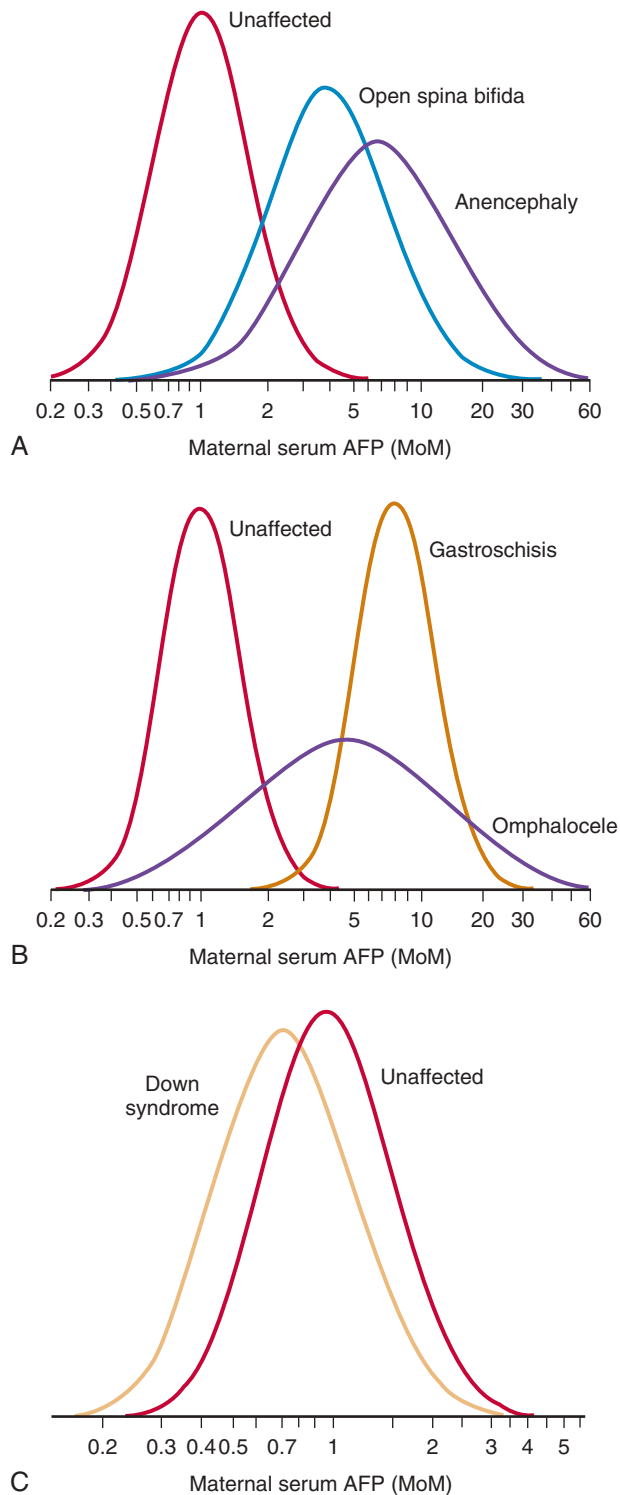 Unaffected
Open spina bifida
Anencephaly
0.2 0.3 0.5 0.7 1 2 5 10 20 30 60
A
Maternal serum AFP (MoM)
Unaffected
Gastroschisis
Omphalocele
0.2 0.3 0.5 0.7 1 2 5 10 20 30 60
B
Maternal serum AFP (MoM)
Down
syndrome
Unaffected
0.2 0.3 0.4 0.5 0.7 1 2 3 4 5
C
Maternal serum AFP (MoM)